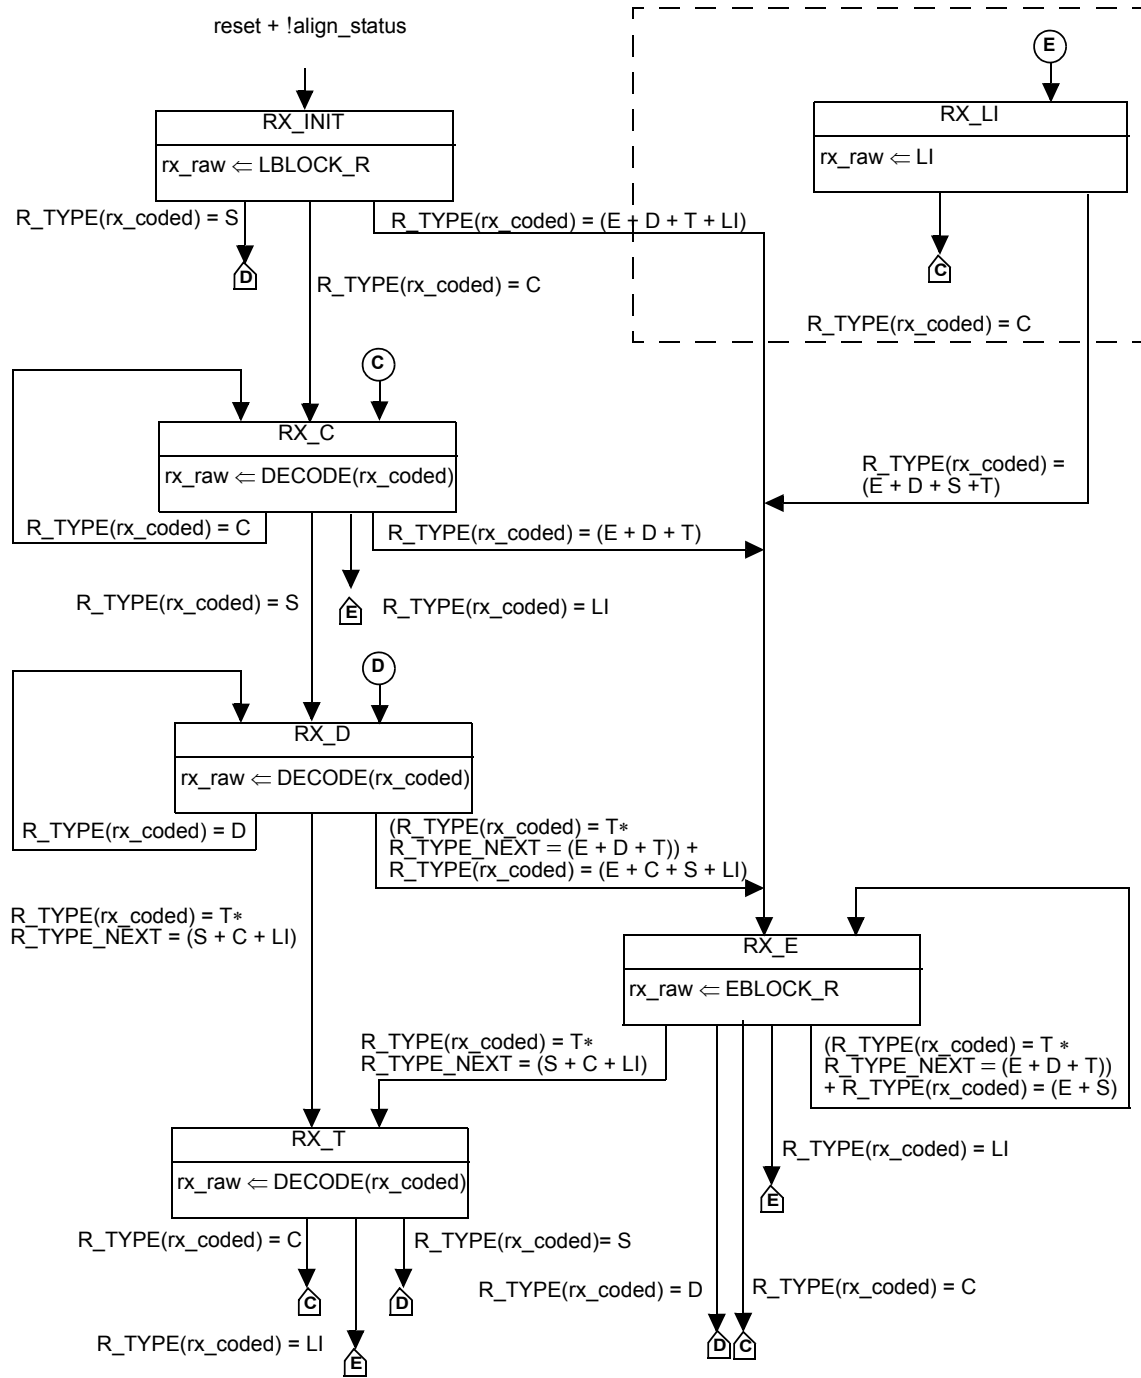 reset + !align_status
E
RX_INIT
rx_raw ⇐ LBLOCK_R
RX_LI
rx_raw ⇐ LI
R_TYPE(rx_coded) = S
D
R_TYPE(rx_coded) = C
R_TYPE(rx_coded) = (E + D + T + LI)
C
R_TYPE(rx_coded) = C
C
RX_C
rx_raw ⇐ DECODE(rx_coded)
R_TYPE(rx_coded) = C
R_TYPE(rx_coded) = (E + D + T)
R_TYPE(rx_coded) =
(E + D + S +T)
R_TYPE(rx_coded) = S
E
R_TYPE(rx_coded) = LI
D
RX_D
rx_raw ⇐ DECODE(rx_coded)
R_TYPE(rx_coded) = D
(R_TYPE(rx_coded) = T∗
R_TYPE_NEXT = (E + D + T)) +
R_TYPE(rx_coded) = (E + C + S + LI)
R_TYPE(rx_coded) = T∗
R_TYPE_NEXT = (S + C + LI)
RX_E
rx_raw ⇐ EBLOCK_R
R_TYPE(rx_coded) = T∗
R_TYPE_NEXT = (S + C + LI)
(R_TYPE(rx_coded) = T ∗
R_TYPE_NEXT = (E + D + T))
+ R_TYPE(rx_coded) = (E + S)
RX_T
rx_raw ⇐ DECODE(rx_coded)
R_TYPE(rx_coded) = LI
E
R_TYPE(rx_coded) = C
C
R_TYPE(rx_coded)= S
D
R_TYPE(rx_coded) = LI
E
R_TYPE(rx_coded) = D
D
R_TYPE(rx_coded) = C
C